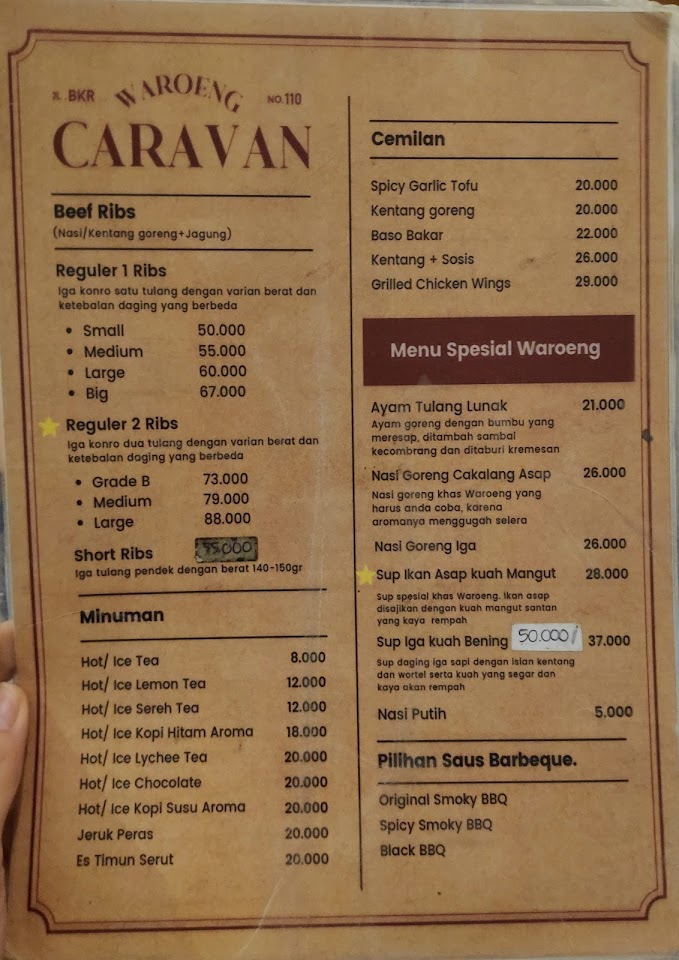 JL. BKR WAROENG NO. 110
CARAVAN
Beef Ribs
(Nasi/Kentang goreng+Jagung)
Reguler 1 Ribs
Iga konro satu tulang dengan varian berat dan
ketebalan daging yang berbeda
• Small 50.000
• Medium 55.000
• Large 60.000
• Big 67.000
Reguler 2 Ribs
Iga konro dua tulang dengan varian berat dan
ketebalan daging yang berbeda
• Grade B 73.000
• Medium 79.000
• Large 88.000
Short Ribs
Iga tulang pendek dengan berat 140-150gr
Minuman
Hot/ Ice Tea 8.000
Hot/ Ice Lemon Tea 12.000
Hot/ Ice Sereh Tea 12.000
Hot/ Ice Kopi Hitam Aroma 18.000
Hot/ Ice Lychee Tea 20.000
Hot/ Ice Chocolate 20.000
Hot/ Ice Kopi Susu Aroma 20.000
Jeruk Peras 20.000
Es Timun Serut 20.000
Cemilan
Spicy Garlic Tofu 20.000
Kentang goreng 20.000
Baso Bakar 22.000
Kentang + Sosis 26.000
Grilled Chicken Wings 29.000
Menu Spesial Waroeng
Ayam Tulang Lunak 21.000
Ayam goreng dengan bumbu yang
meresap, ditambah sambal
kecombrang dan ditaburi kremesan
Nasi Goreng Cakalang Asap 26.000
Nasi goreng khas Waroeng yang
harus anda coba, karena
aromanya menggugah selera
Nasi Goreng Iga 26.000
Sup Ikan Asap kuah Mangut 28.000
Sup spesial khas Waroeng. Ikan asap
disajikan dengan kuah mangut santan
yang kaya rempah
Sup Iga kuah Bening 50.000/ 37.000
Sup daging iga sapi dengan isian kentang
dan wortel serta kuah yang segar dan
kaya akan rempah
Nasi Putih 5.000
Pilihan Saus Barbeque.
Original Smoky BBQ
Spicy Smoky BBQ
Black BBQ